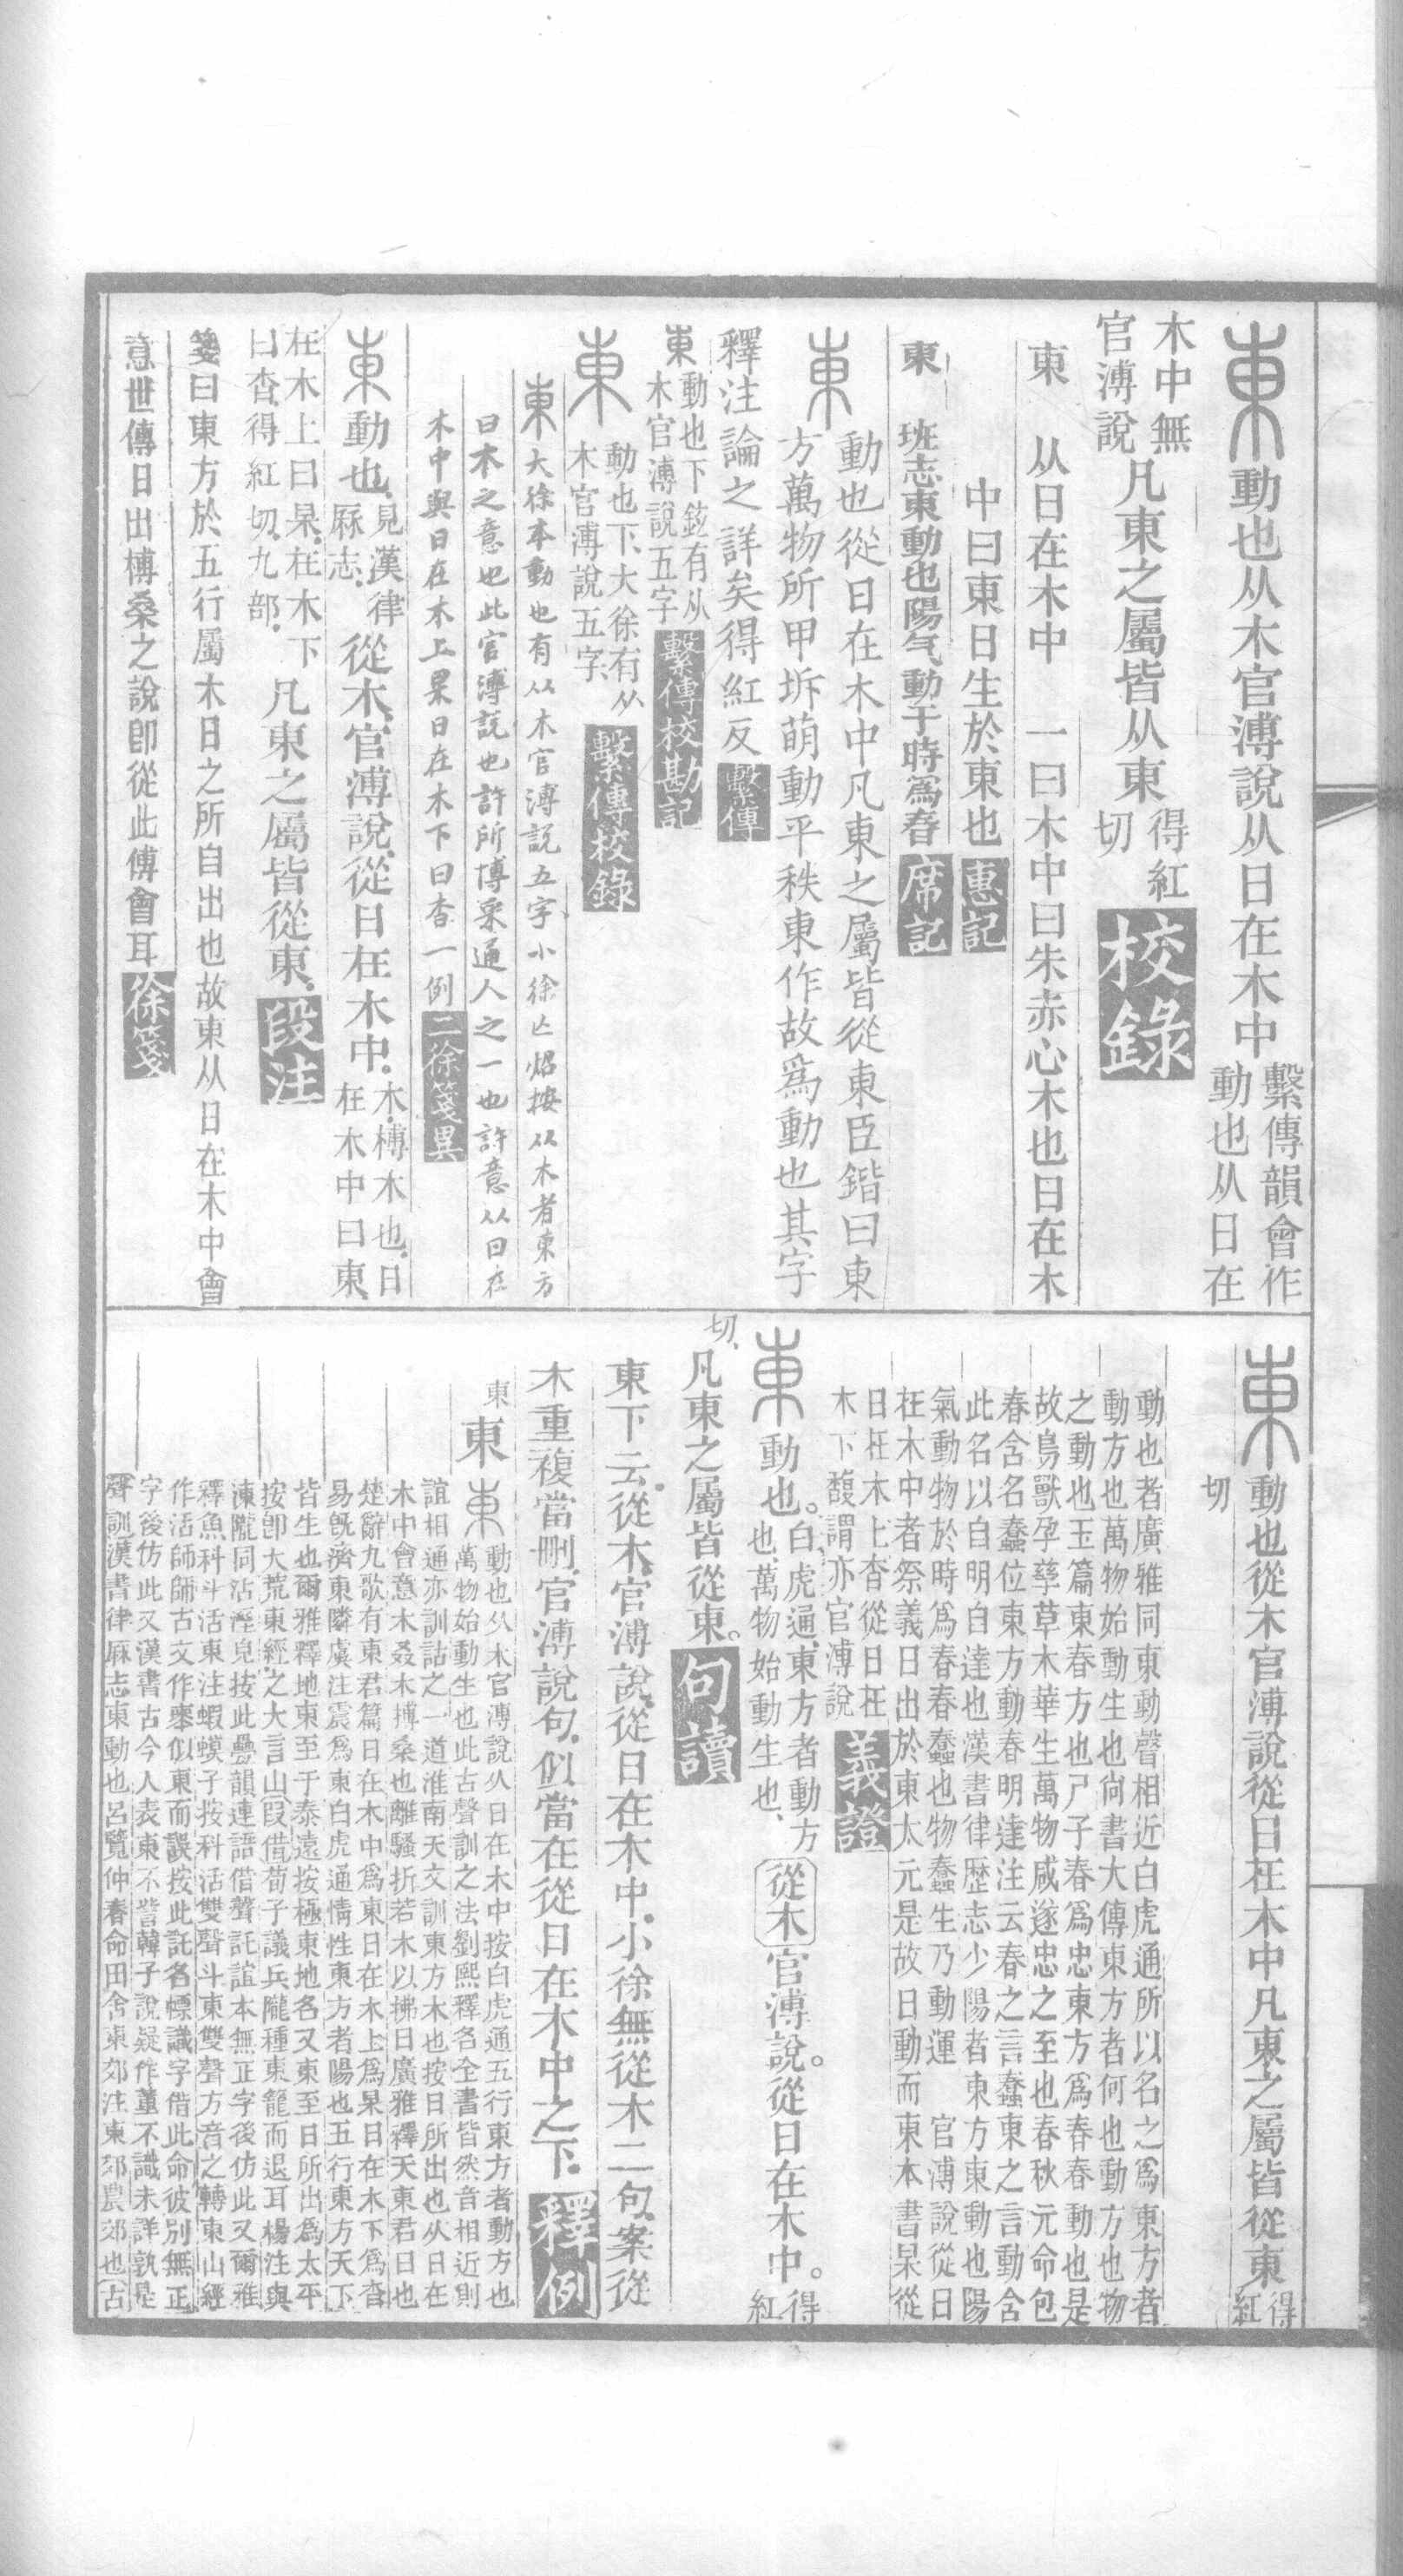 東動也从木官溥說从日在木中繫傳韻會作動也从日在
木中無官溥說凡東之屬皆从東得紅切校錄
東 从日在木中 一曰木中曰朱赤心木也日在木
中曰東日生於東也惠記
東 班志東動也陽气動于時爲春席記
東動也從日在木中凡東之屬皆從東臣鍇曰東
方萬物所甲坼萌動平秩東作故爲動也其字
釋注論之詳矣得紅反繫傳
東動也下鉉有从木官溥說五字繫傳校勘記
東動也下大徐有从木官溥說五字繫傳校錄
東大徐本動也有从木官溥説五字小徐亡炤按从木者東方
曰木之意也此官溥説也許所博采通人之一也許意从日在
木中與日在木上杲日在木下曰杳一例二徐箋異
東動也見漢律厤志從木官溥說從日在木中木榑木也日在木中曰東
在木上曰杲在木下曰杳得紅切九部凡東之屬皆從東段注
箋曰東方於五行屬木日之所自出也故東从日在木中會
意世傳日出榑桑之說卽從此傅會耳徐箋
東動也從木官溥說從日在木中凡東之屬皆從東得紅
切
動也者廣雅同東動聲相近白虎通所以名之爲東方者
動方也萬物始動生也尙書大傳東方者何也動方也物
之動也玉篇東春方也尸子春爲忠東方爲春春動也是
故鳥獸孕孳草木華生萬物咸遂忠之至也春秋元命包
春含名蠢位東方動春明達注云春之言蠢東之言動含
此名以白明白達也漢書律歷志少陽者東方東動也陽
氣動物於時爲春春蠢也物蠢生乃動運 官溥說從日
在木中者祭義日出於東太元是故日動而東本書杲從
日在木上杳從日在
木下馥謂亦官溥說義證
東動也白虎通東方者動方也萬物始動生也從木官溥說從日在木中得紅
切凡東之屬皆從東句讀
東下云從木官溥說從日在木中小徐無從木二句案從
木重複當刪官溥說句似當在從日在木中之下釋例
東東東動也从木官溥說从日在木中按白虎通五行東方者動方也
萬物始動生也此古聲訓之法劉熙釋名全書皆然音相近則
誼相通亦訓詁之一道淮南天文訓東方木也按日所出也从日在
木中會意木叒木榑桑也離騷折若木以拂日廣雅釋天東君日也
楚辭九歌有東君篇日在木中爲東日在木上爲杲日在木下爲杳
易旣濟東隣虞注震爲東白虎通情性東方者陽也五行東方天下
皆生也爾雅釋地東至于泰遠按極東地名又東至日所出爲太平
按卽大荒東經之大言山叚借荀子議兵隴種東籠而退耳楊注與
涷隴同沾溼皃按此疊韻連語借聲託誼本無正字後仿此又爾雅
釋魚科斗活東注蝦蟆子按科活雙聲斗東雙聲方音之轉東山經
作活師師古文作𡴂似東而誤按此託名幖識字借此命彼別無正
字後仿此又漢書古今人表東不訾韓子說疑作董不識未詳孰是
聲訓漢書律厤志東動也呂覽仲春命田舍東郊注東郊農郊也古